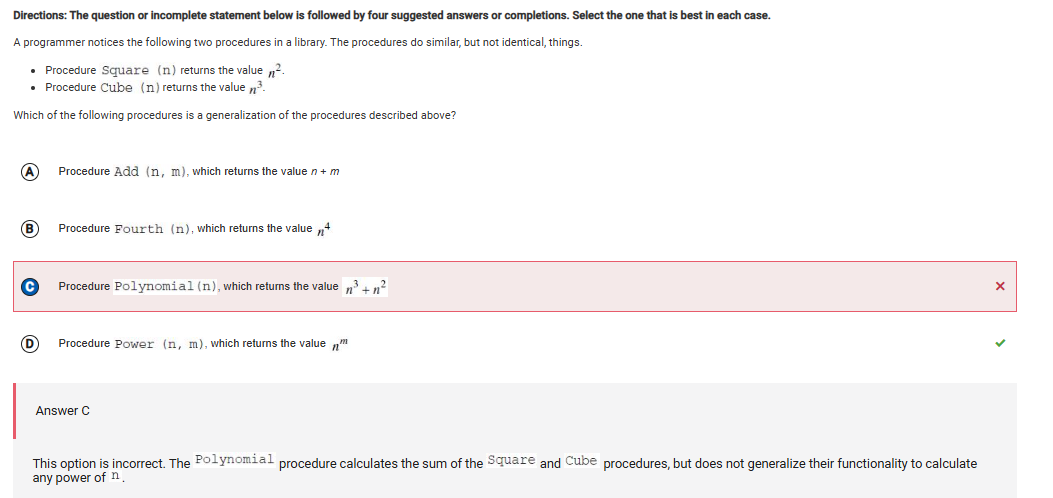 Directions: The question or incomplete statement below is followed by four suggested answers or completions. Select the one that is best in each case.
A programmer notices the following two procedures in a library. The procedures do similar, but not identical, things.
• Procedure Square (n) returns the value n².
• Procedure Cube (n) returns the value n³.
Which of the following procedures is a generalization of the procedures described above?
A Procedure Add (n, m), which returns the value n + m
B Procedure Fourth (n), which returns the value n⁴
C Procedure Polynomial (n), which returns the value n³ + n² ×
D Procedure Power (n, m), which returns the value nᵐ ✓
Answer C
This option is incorrect. The Polynomial procedure calculates the sum of the Square and Cube procedures, but does not generalize their functionality to calculate
any power of n.